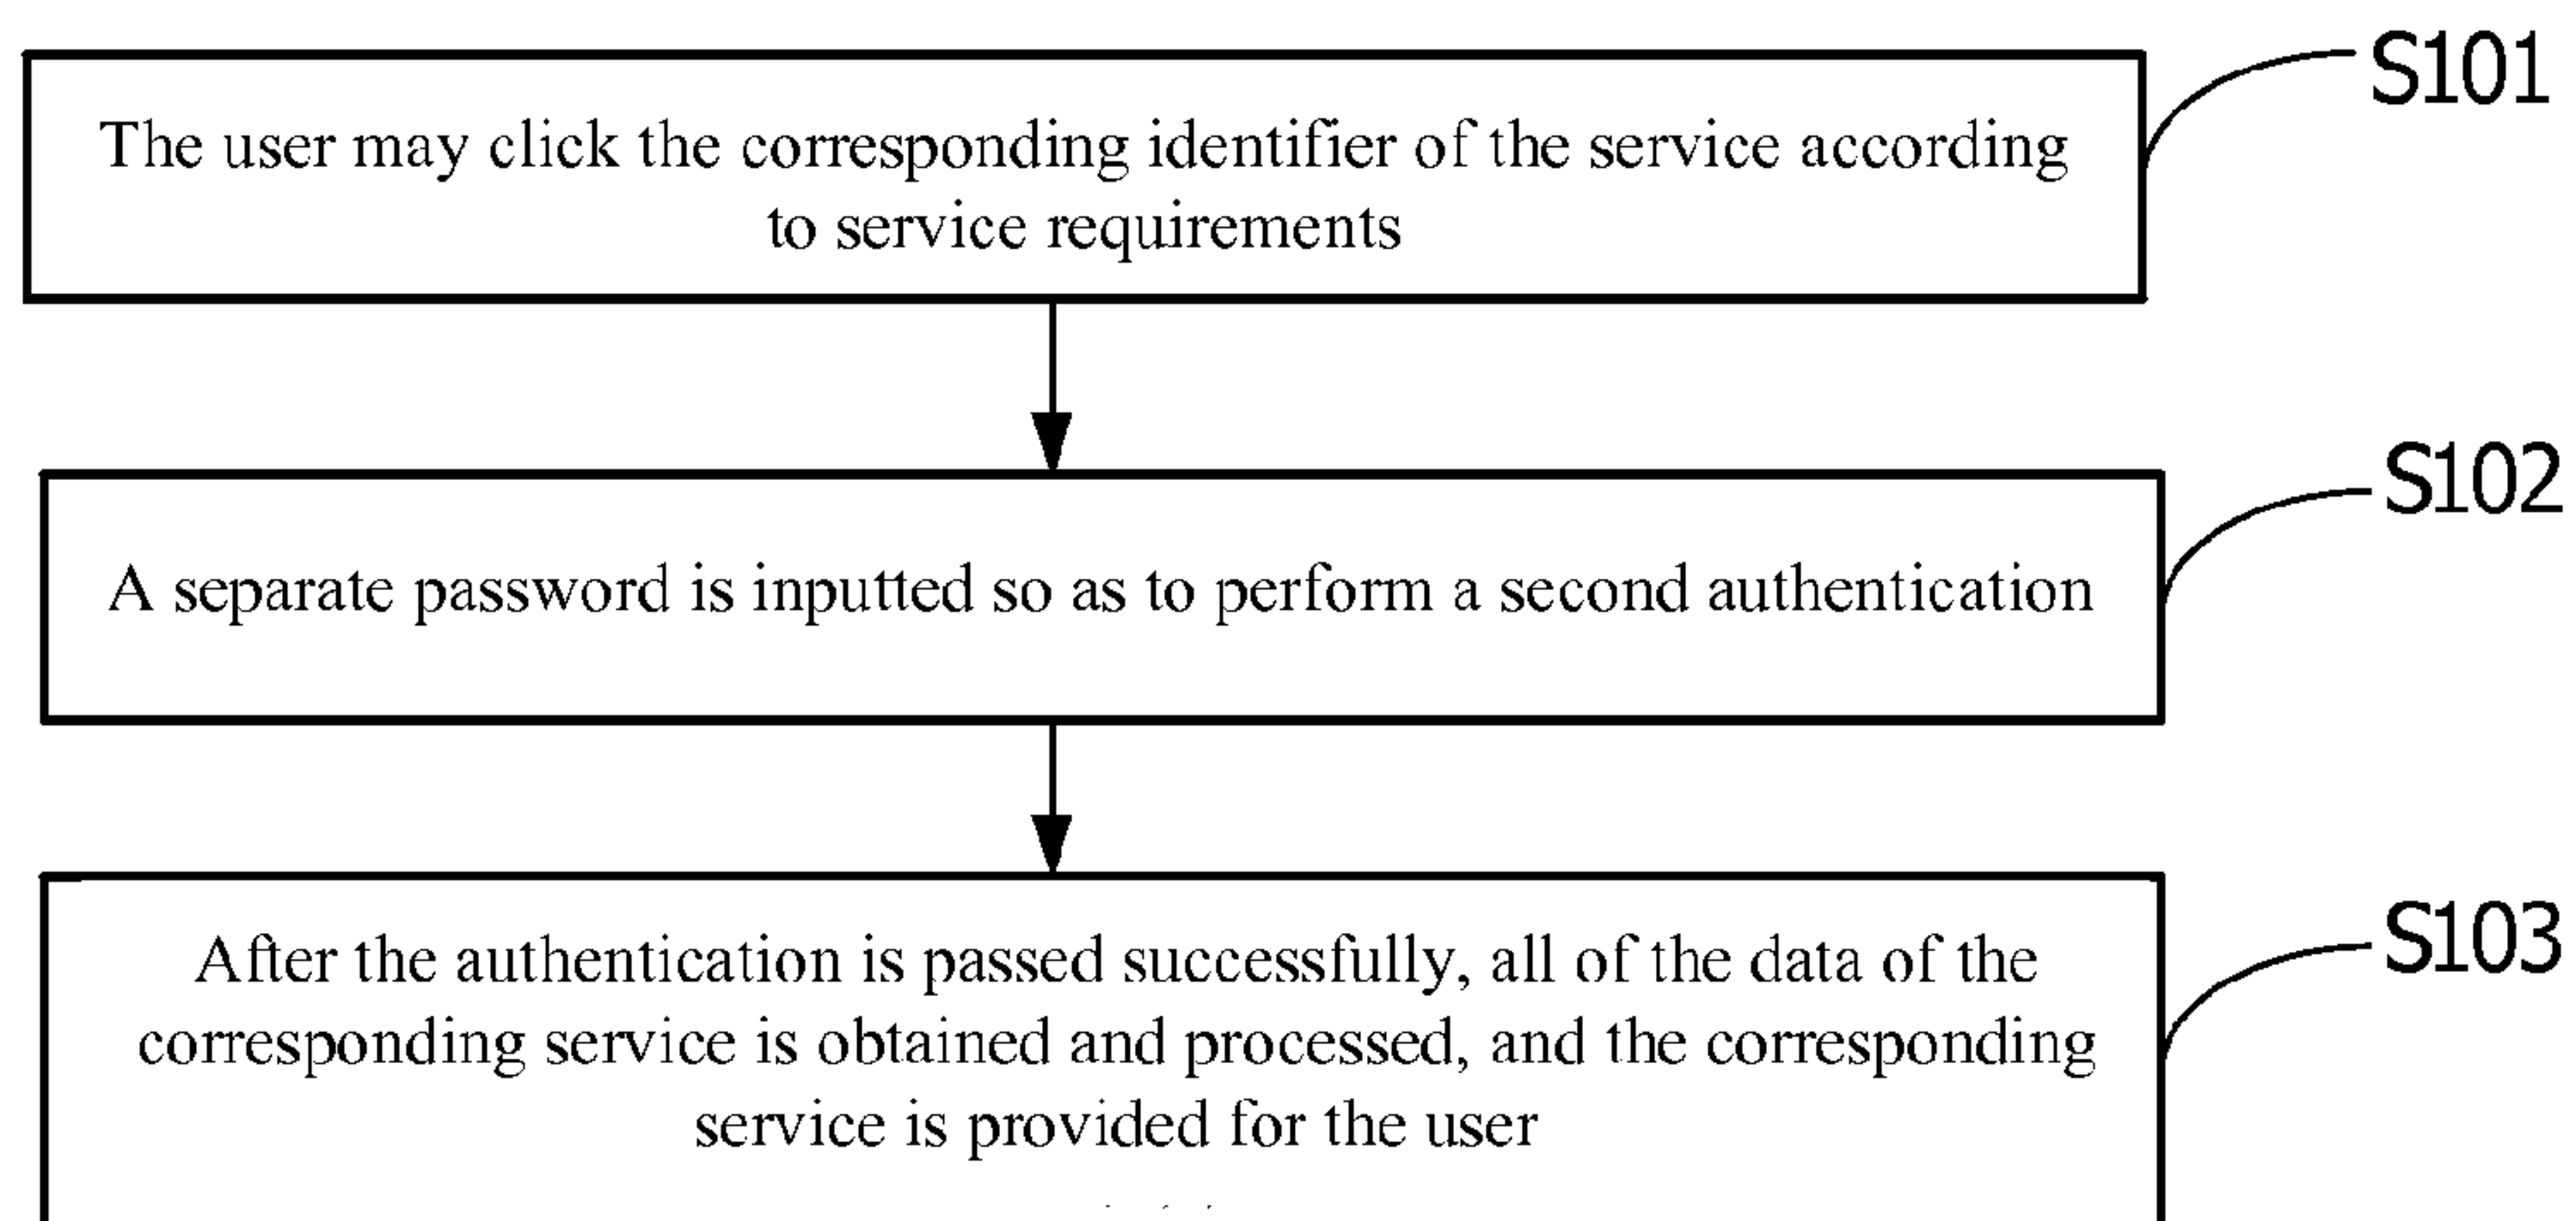 S101
The user may click the corresponding identifier of the service according
to service requirements
S102
A separate password is inputted so as to perform a second authentication
S103
After the authentication is passed successfully, all of the data of the
corresponding service is obtained and processed, and the corresponding
service is provided for the user